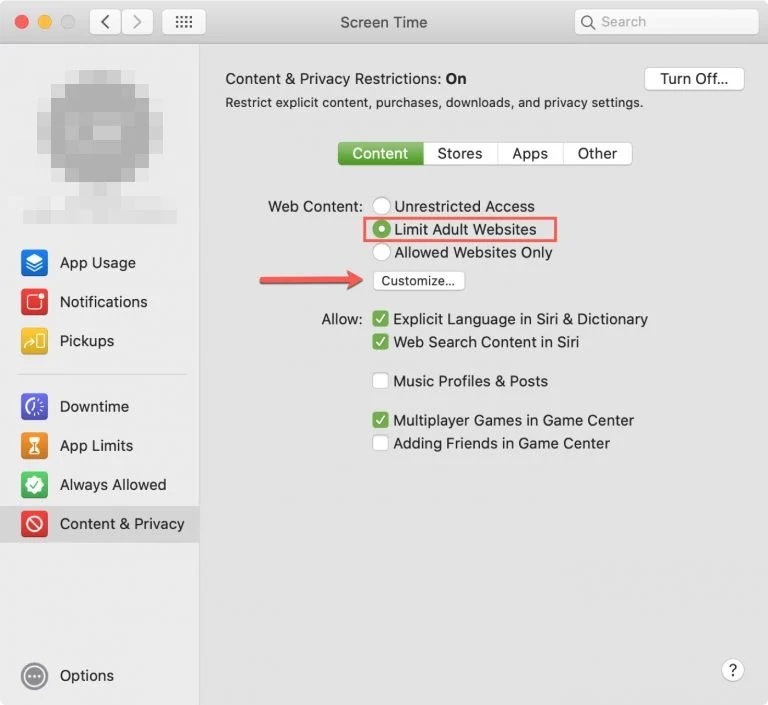 Screen Time
Search
Content & Privacy Restrictions: On
Turn Off...
Restrict explicit content, purchases, downloads, and privacy settings.
Content Stores Apps Other
Web Content: Unrestricted Access
Limit Adult Websites
Allowed Websites Only
Customize...
Allow: Explicit Language in Siri & Dictionary
Web Search Content in Siri
Music Profiles & Posts
Multiplayer Games in Game Center
Adding Friends in Game Center
App Usage
Notifications
Pickups
Downtime
App Limits
Always Allowed
Content & Privacy
Options
?